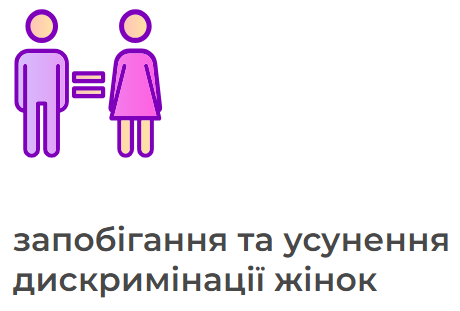 запобігання та усунення
дискримінації жінок